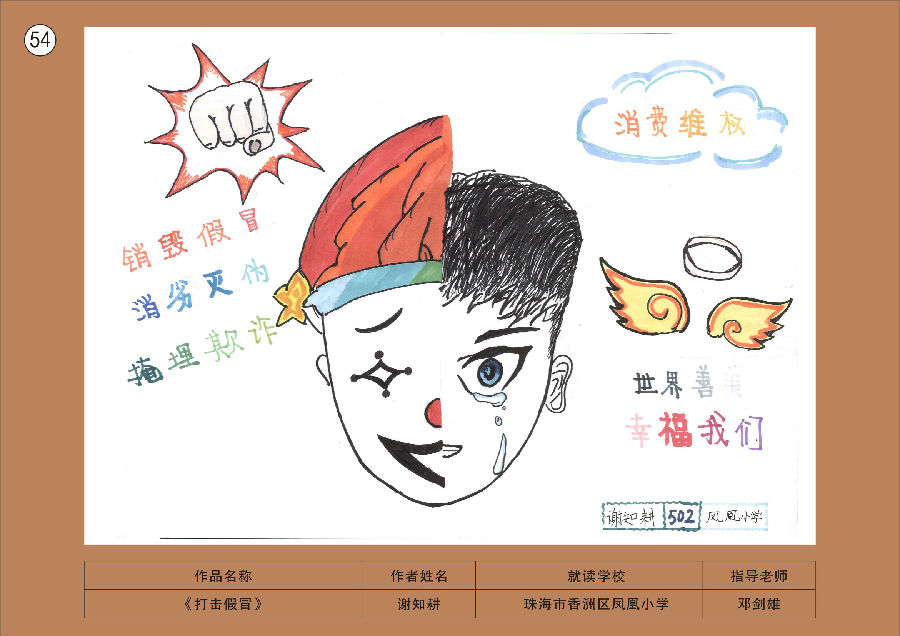 54
消费维权
销毁假冒
消劣灭伪
掩埋欺诈
世界善美
幸福我们
谢知耕 502 凤凰小学
作品名称 作者姓名 就读学校 指导老师
《打击假冒》 谢知耕 珠海市香洲区凤凰小学 邓剑雄